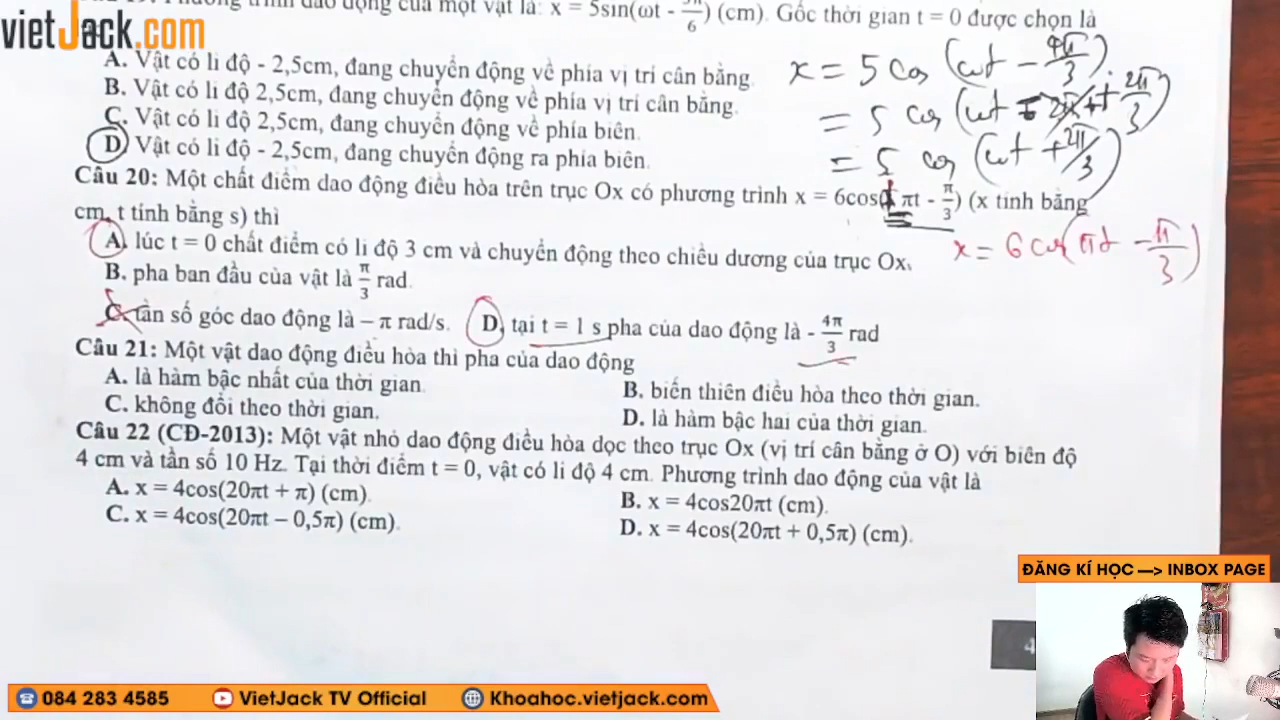 dao động của một vật là: x = 5sin(ωt - 5π/6) (cm). Gốc thời gian t = 0 được chọn là
vietJack.com
A. Vật có li độ - 2,5cm, đang chuyển động về phía vị trí cân bằng.
B. Vật có li độ 2,5cm, đang chuyển động về phía vị trí cân bằng.
C. Vật có li độ 2,5cm, đang chuyển động về phía biên.
D. Vật có li độ - 2,5cm, đang chuyển động ra phía biên.
x = 5 cos (ωt - 4π/3)
= 5 cos (ωt - 2π + 2π/3)
= 5 cos (ωt + 2π/3)
Câu 20: Một chất điểm dao động điều hòa trên trục Ox có phương trình x = 6cos( πt - π/3) (x tính bằng
cm, t tính bằng s) thì
A. lúc t = 0 chất điểm có li độ 3 cm và chuyển động theo chiều dương của trục Ox.
x = 6 cos(πt - π/3)
B. pha ban đầu của vật là π/3 rad.
C. tần số góc dao động là – π rad/s. D. tại t = 1 s pha của dao động là - 4π/3 rad
Câu 21: Một vật dao động điều hòa thì pha của dao động
A. là hàm bậc nhất của thời gian. B. biến thiên điều hòa theo thời gian.
C. không đổi theo thời gian. D. là hàm bậc hai của thời gian.
Câu 22 (CĐ-2013): Một vật nhỏ dao động điều hòa dọc theo trục Ox (vị trí cân bằng ở O) với biên độ
4 cm và tần số 10 Hz. Tại thời điểm t = 0, vật có li độ 4 cm. Phương trình dao động của vật là
A. x = 4cos(20πt + π) (cm). B. x = 4cos20πt (cm).
C. x = 4cos(20πt – 0,5π) (cm). D. x = 4cos(20πt + 0,5π) (cm).
ĐĂNG KÍ HỌC —> INBOX PAGE
4
084 283 4585 VietJack TV Official Khoahoc.vietjack.com